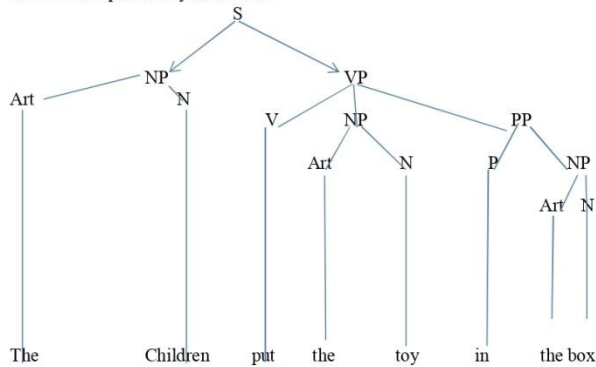 S
NP VP
Art N
V NP PP
Art N P NP
Art N
The Children put the toy in the box